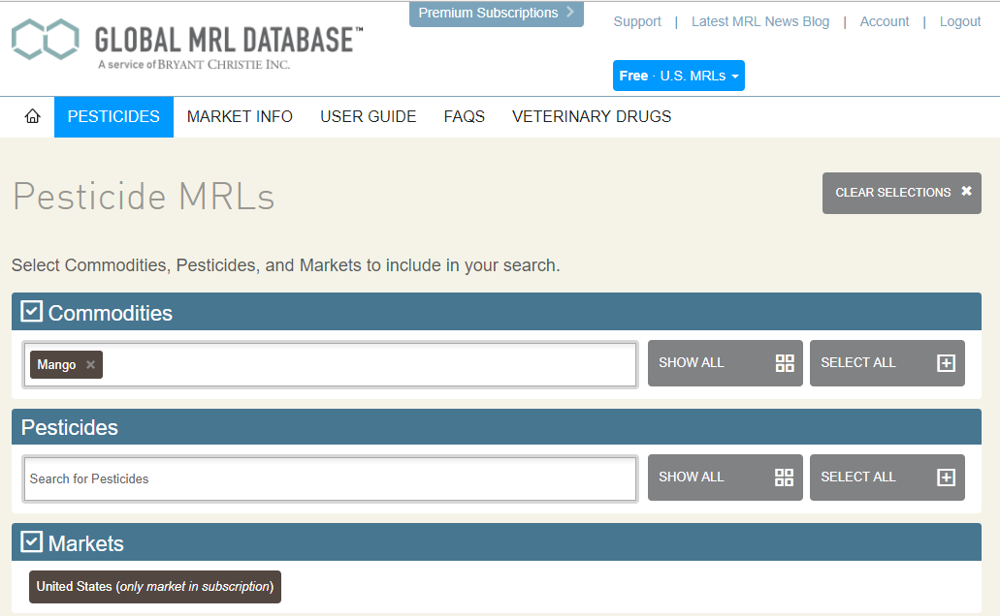 Premium Subscriptions
Support | Latest MRL News Blog | Account | Logout
GLOBAL MRL DATABASE™
A service of BRYANT CHRISTIE INC.
Free · U.S. MRLs
PESTICIDES MARKET INFO USER GUIDE FAQS VETERINARY DRUGS
Pesticide MRLs
CLEAR SELECTIONS ✖
Select Commodities, Pesticides, and Markets to include in your search.
Commodities
Mango ×
SHOW ALL
SELECT ALL
Pesticides
Search for Pesticides
SHOW ALL
SELECT ALL
Markets
United States (only market in subscription)